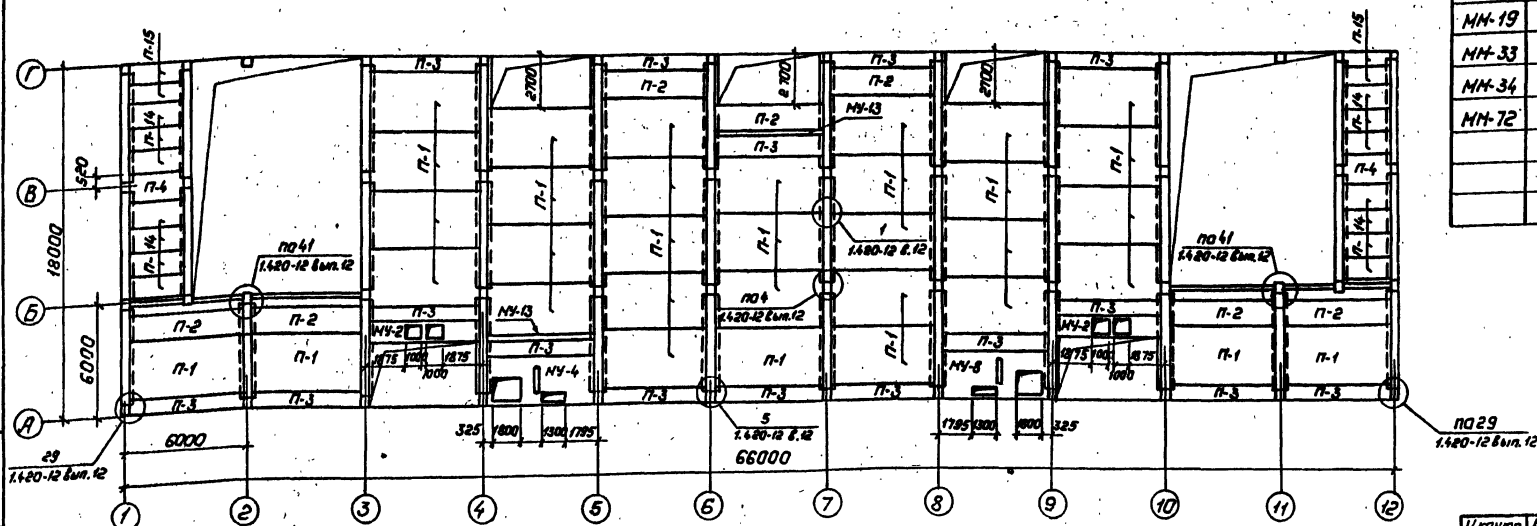 ММ-19
ММ-33
ММ-34
ММ-72
П-15
П-15
Г
П-3
2700
П-3
2700
П-3
2700
П-3
П-2
П-2
П-14
П-14
П-2
МУ-13
П-1
П-3
П-1
П-1
П-1
П-1
520
В
П-4
П-4
П-1
П-1
1
1.420-12 в.12
18000
П-14
П-14
по 41
1.420-12 вып.12
по 41
1.420-12 вып.12
по 4
1.420-12 вып.12
Б
П-2
П-2
П-3
МУ-2
МУ-13
П-3
П-1
П-3
П-3
МУ-2
П-2
П-2
6000
П-1
П-1
1875
1000
1875
1000
МУ-4
П-1
МУ-8
1875
1000
1875
1000
П-1
П-1
А
П-3
П-3
П-3
П-3
П-3
П-3
П-3
6000
325
1800
1300
1795
5
1.420-12 в.12
1795
1300
1800
325
29
1.420-12 вып.12
по 29
1.420-12 вып.12
66000
1
2
3
4
5
6
7
8
9
10
11
12